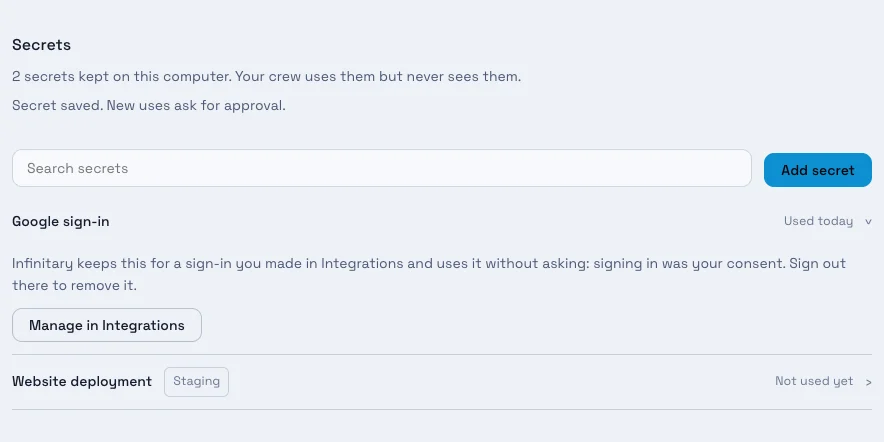 Secrets
2 secrets kept on this computer. Your crew uses them but never sees them.
Secret saved. New uses ask for approval.
Search secrets
Add secret
Google sign-in
Used today
Infinitary keeps this for a sign-in you made in Integrations and uses it without asking: signing in was your consent. Sign out
there to remove it.
Manage in Integrations
Website deployment
Staging
Not used yet